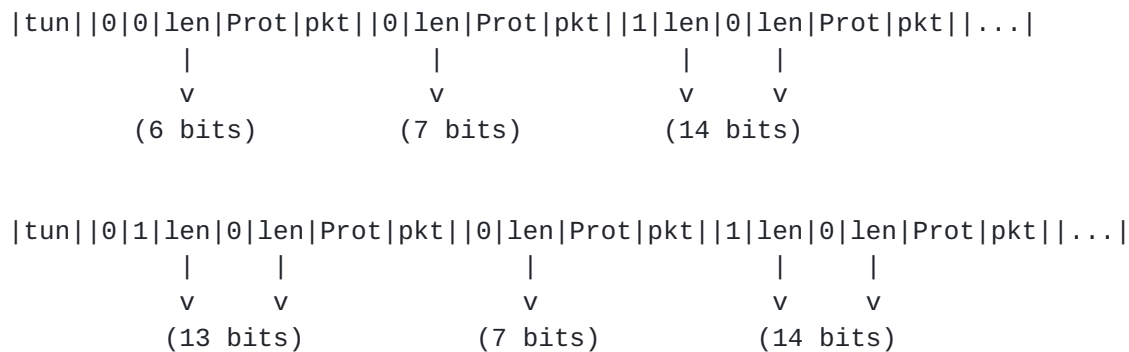 |tun||0|0|len|Prot|pkt||0|len|Prot|pkt||1|len|0|len|Prot|pkt||...|
| | | |
v v v v
(6 bits) (7 bits) (14 bits)
|tun||0|1|len|0|len|Prot|pkt||0|len|Prot|pkt||1|len|0|len|Prot|pkt||...|
| | | | |
v v v v v
(13 bits) (7 bits) (14 bits)